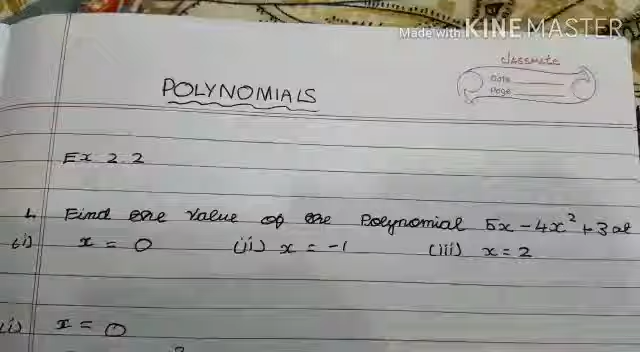 Made with KINEMASTER
classmate
Date
Page
POLYNOMIALS
Ex 2.2
1. Find the value of the Polynomial 5x - 4x² + 3 at
(i) x = 0 (ii) x = -1 (iii) x = 2
(i) x = 0